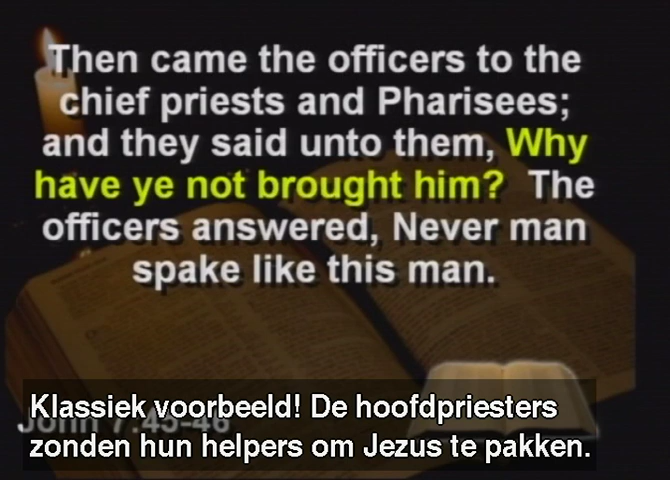 Then came the officers to the
chief priests and Pharisees;
and they said unto them, Why
have ye not brought him? The
officers answered, Never man
spake like this man.
John 7:45-46
Klassiek voorbeeld! De hoofdpriesters
zonden hun helpers om Jezus te pakken.